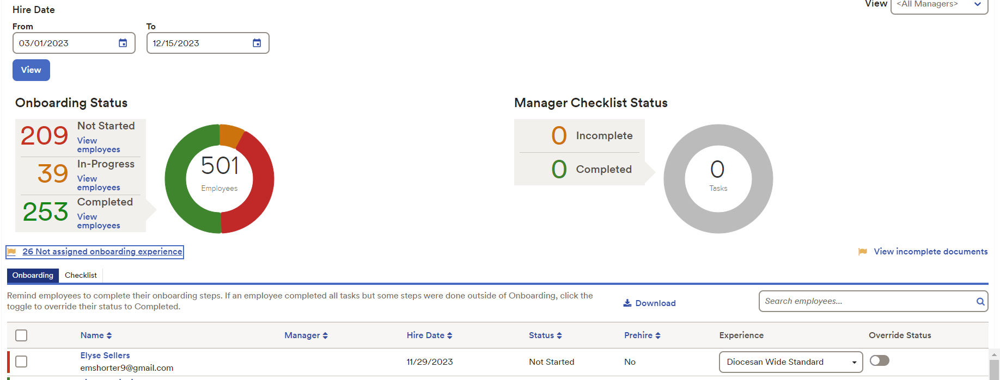 Hire Date
View <All Managers>
From To
03/01/2023 12/15/2023
View
Onboarding Status
209 Not Started
View
employees
39 In-Progress
View
employees
253 Completed
View
employees
501
Employees
Manager Checklist Status
0 Incomplete
0 Completed
0
Tasks
26 Not assigned onboarding experience
View incomplete documents
Onboarding Checklist
Remind employees to complete their onboarding steps. If an employee completed all tasks but some steps were done outside of Onboarding, click the
toggle to override their status to Completed.
Download
Search employees...
Name Manager Hire Date Status Prehire Experience Override Status
Elyse Sellers
emshorter9@gmail.com
11/29/2023 Not Started No Diocesan Wide Standard